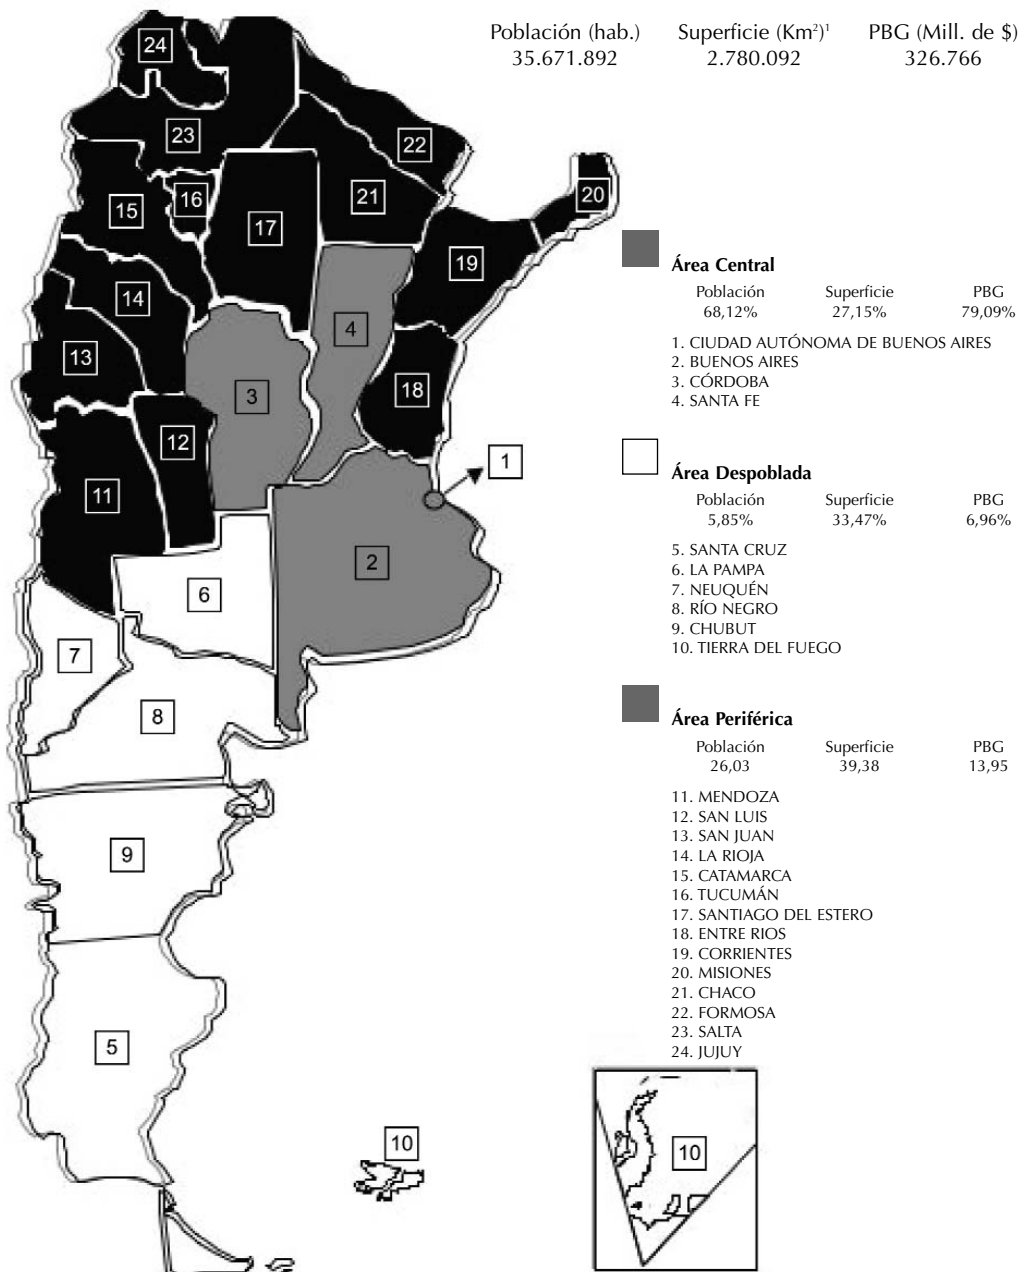 Población (hab.) Superficie (Km²)¹ PBG (Mill. de $)
35.671.892 2.780.092 326.766
24
23
22
21
20
16
15
17
19
14
4
13
3
18
12
1
11
2
6
7
8
9
5
10
10
Área Central
Población Superficie PBG
68,12% 27,15% 79,09%
1. CIUDAD AUTÓNOMA DE BUENOS AIRES
2. BUENOS AIRES
3. CÓRDOBA
4. SANTA FE
Área Despoblada
Población Superficie PBG
5,85% 33,47% 6,96%
5. SANTA CRUZ
6. LA PAMPA
7. NEUQUÉN
8. RÍO NEGRO
9. CHUBUT
10. TIERRA DEL FUEGO
Área Periférica
Población Superficie PBG
26,03 39,38 13,95
11. MENDOZA
12. SAN LUIS
13. SAN JUAN
14. LA RIOJA
15. CATAMARCA
16. TUCUMÁN
17. SANTIAGO DEL ESTERO
18. ENTRE RIOS
19. CORRIENTES
20. MISIONES
21. CHACO
22. FORMOSA
23. SALTA
24. JUJUY